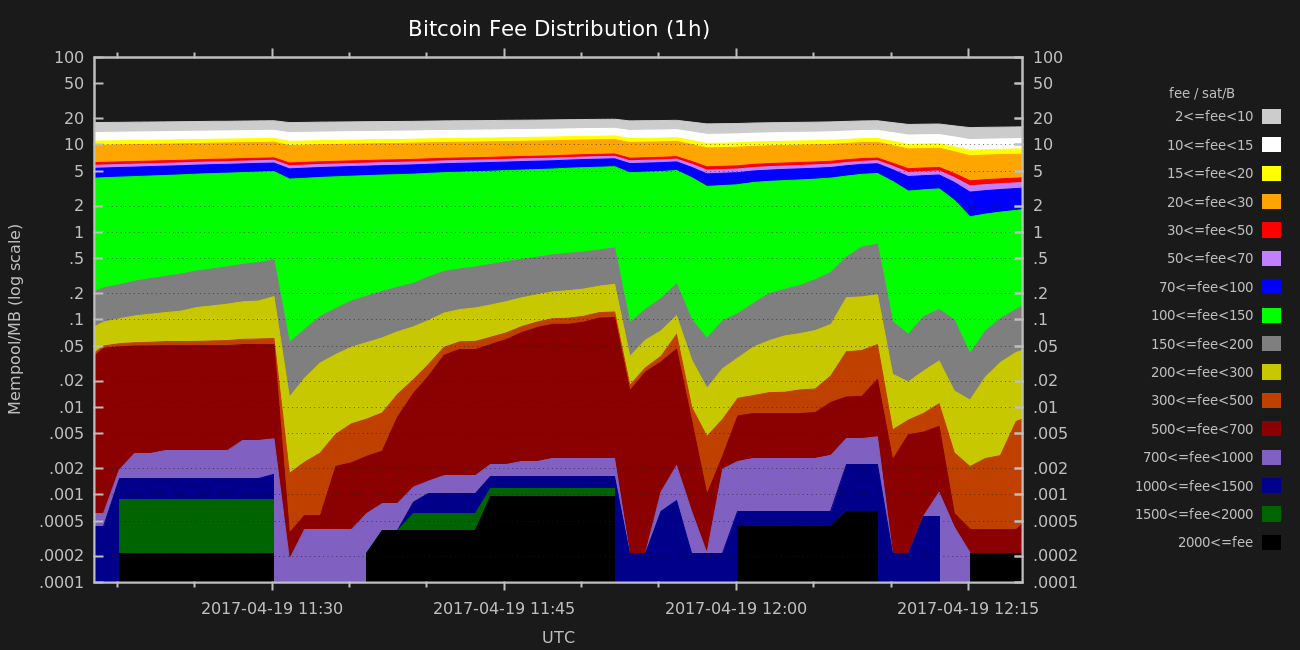 Bitcoin Fee Distribution (1h)
Mempool/MB (log scale)
100
50
20
10
5
2
1
.5
.2
.1
.05
.02
.01
.005
.002
.001
.0005
.0002
.0001
100
50
20
10
5
2
1
.5
.2
.1
.05
.02
.01
.005
.002
.001
.0005
.0002
.0001
2017-04-19 11:30
2017-04-19 11:45
2017-04-19 12:00
2017-04-19 12:15
UTC
fee / sat/B
2<=fee<10
10<=fee<15
15<=fee<20
20<=fee<30
30<=fee<50
50<=fee<70
70<=fee<100
100<=fee<150
150<=fee<200
200<=fee<300
300<=fee<500
500<=fee<700
700<=fee<1000
1000<=fee<1500
1500<=fee<2000
2000<=fee